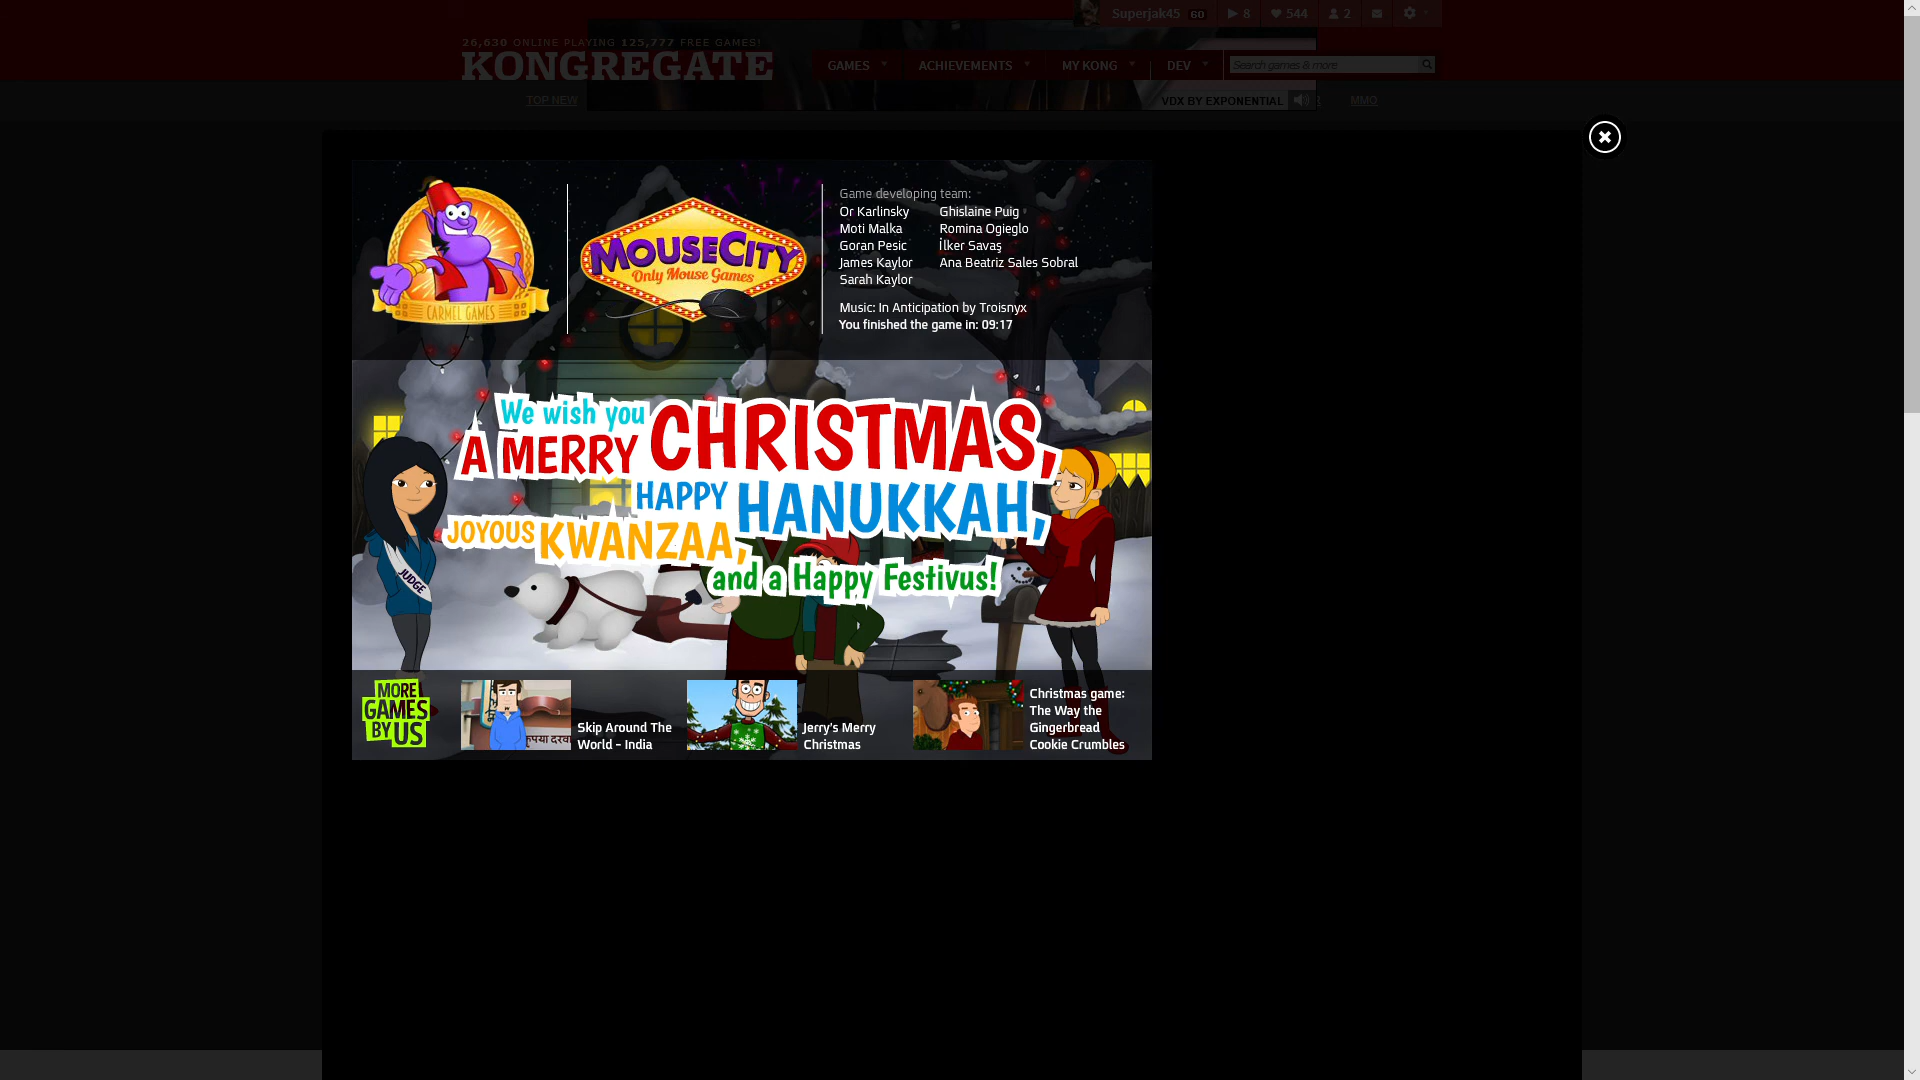 Superjak45 60 8 544 2
26,630 ONLINE PLAYING 125,777 FREE GAMES!
KONGREGATE
GAMES ACHIEVEMENTS MY KONG DEV Search games & more
TOP NEW VDX BY EXPONENTIAL MMO
Game developing team:
Or Karlinsky Ghislaine Puig
Moti Malka Romina Ogieglo
Goran Pesic İlker Savaş
James Kaylor Ana Beatriz Sales Sobral
Sarah Kaylor
Music: In Anticipation by Troisnyx
You finished the game in: 09:17
CARMEL GAMES
MOUSECITY
Only Mouse Games
We wish you
A MERRY CHRISTMAS,
HAPPY HANUKKAH,
JOYOUS KWANZAA,
and a Happy Festivus!
JUDGE
MORE
GAMES
BY US
Skip Around The
World - India
Jerry's Merry
Christmas
Christmas game:
The Way the
Gingerbread
Cookie Crumbles